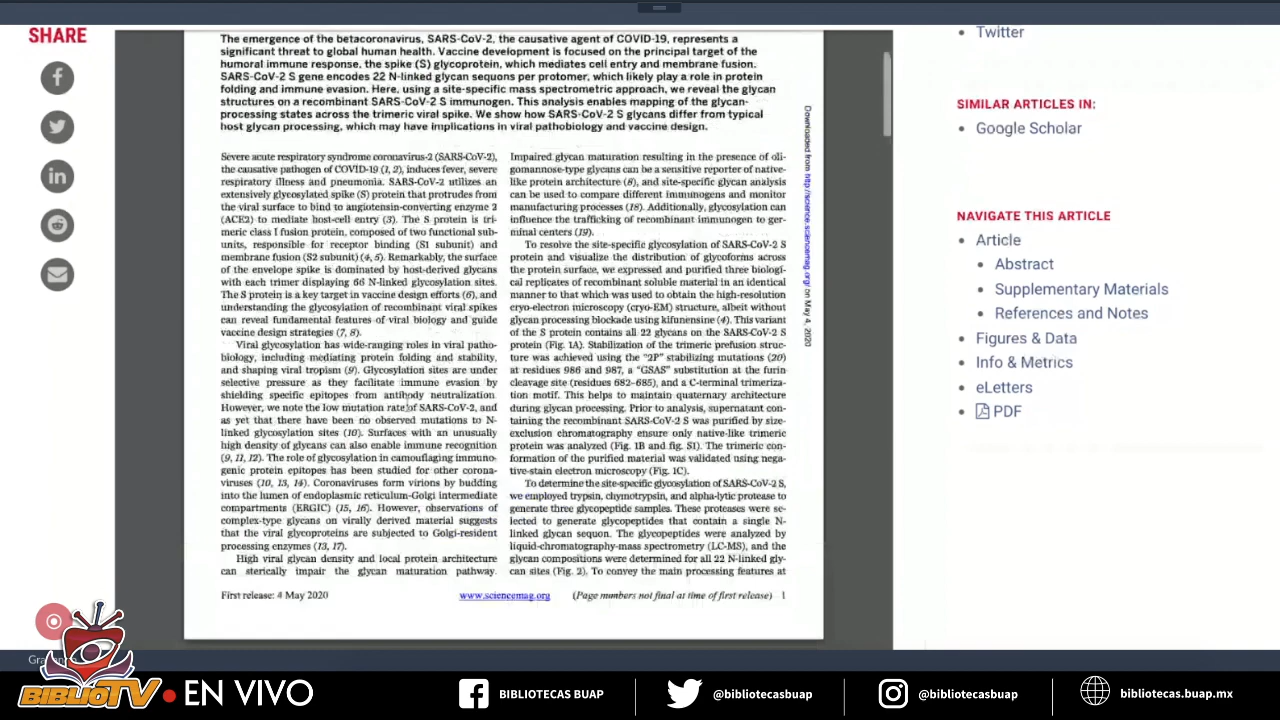 SHARE
The emergence of the betacoronavirus, SARS-CoV-2, the causative agent of COVID-19, represents a
significant threat to global human health. Vaccine development is focused on the principal target of the
humoral immune response, the spike (S) glycoprotein, which mediates cell entry and membrane fusion.
SARS-CoV-2 S gene encodes 22 N-linked glycan sequons per protomer, which likely play a role in protein
folding and immune evasion. Here, using a site-specific mass spectrometric approach, we reveal the glycan
structures on a recombinant SARS-CoV-2 S immunogen. This analysis enables mapping of the glycan-
processing states across the trimeric viral spike. We show how SARS-CoV-2 S glycans differ from typical
host glycan processing, which may have implications in viral pathobiology and vaccine design.
Severe acute respiratory syndrome coronavirus-2 (SARS-CoV-2),
the causative pathogen of COVID-19 (1, 2), induces fever, severe
respiratory illness and pneumonia. SARS-CoV-2 utilizes an
extensively glycosylated spike (S) protein that protrudes from
the viral surface to bind to angiotensin-converting enzyme 2
(ACE2) to mediate host-cell entry (3). The S protein is tri-
meric class I fusion protein, composed of two functional sub-
units, responsible for receptor binding (S1 subunit) and
membrane fusion (S2 subunit) (4, 5). Remarkably, the surface
of the envelope spike is dominated by host-derived glycans
with each trimer displaying 66 N-linked glycosylation sites.
The S protein is a key target in vaccine design efforts (6), and
understanding the glycosylation of recombinant viral spikes
can reveal fundamental features of viral biology and guide
vaccine design strategies (7, 8).
Viral glycosylation has wide-ranging roles in viral patho-
biology, including mediating protein folding and stability,
and shaping viral tropism (9). Glycosylation sites are under
selective pressure as they facilitate immune evasion by
shielding specific epitopes from antibody neutralization.
However, we note the low mutation rate of SARS-CoV-2, and
as yet that there have been no observed mutations to N-
linked glycosylation sites (10). Surfaces with an unusually
high density of glycans can also enable immune recognition
(9, 11, 12). The role of glycosylation in camouflaging immuno-
genic protein epitopes has been studied for other corona-
viruses (10, 13, 14). Coronaviruses form virions by budding
into the lumen of endoplasmic reticulum-Golgi intermediate
compartments (ERGIC) (15, 16). However, observations of
complex-type glycans on virally derived material suggests
that the viral glycoproteins are subjected to Golgi-resident
processing enzymes (13, 17).
High viral glycan density and local protein architecture
can sterically impair the glycan maturation pathway.
Impaired glycan maturation resulting in the presence of oli-
gomannose-type glycans can be a sensitive reporter of native-
like protein architecture (8), and site-specific glycan analysis
can be used to compare different immunogens and monitor
manufacturing processes (18). Additionally, glycosylation can
influence the trafficking of recombinant immunogen to ger-
minal centers (19).
To resolve the site-specific glycosylation of SARS-CoV-2 S
protein and visualize the distribution of glycoforms across
the protein surface, we expressed and purified three biologi-
cal replicates of recombinant soluble material in an identical
manner to that which was used to obtain the high-resolution
cryo-electron microscopy (cryo-EM) structure, albeit without
glycan processing blockade using kifunensine (4). This variant
of the S protein contains all 22 glycans on the SARS-CoV-2 S
protein (Fig. 1A). Stabilization of the trimeric prefusion struc-
ture was achieved using the "2P" stabilizing mutations (20)
at residues 986 and 987, a "GSAS" substitution at the furin
cleavage site (residues 682–685), and a C-terminal trimeriza-
tion motif. This helps to maintain quaternary architecture
during glycan processing. Prior to analysis, supernatant con-
taining the recombinant SARS-CoV-2 S was purified by size-
exclusion chromatography ensure only native-like trimeric
protein was analyzed (Fig. 1B and fig. S1). The trimeric con-
formation of the purified material was validated using nega-
tive-stain electron microscopy (Fig. 1C).
To determine the site-specific glycosylation of SARS-CoV-2 S,
we employed trypsin, chymotrypsin, and alpha-lytic protease to
generate three glycopeptide samples. These proteases were se-
lected to generate glycopeptides that contain a single N-
linked glycan sequon. The glycopeptides were analyzed by
liquid-chromatography-mass spectrometry (LC-MS), and the
glycan compositions were determined for all 22 N-linked gly-
can sites (Fig. 2). To convey the main processing features at
Downloaded from http://science.sciencemag.org/ on May 4, 2020
First release: 4 May 2020 www.sciencemag.org (Page numbers not final at time of first release) 1
Twitter
SIMILAR ARTICLES IN:
Google Scholar
NAVIGATE THIS ARTICLE
Article
Abstract
Supplementary Materials
References and Notes
Figures & Data
Info & Metrics
eLetters
PDF
BIBLIOTV EN VIVO
BIBLIOTECAS BUAP
@bibliotecasbuap
@bibliotecasbuap
bibliotecas.buap.mx